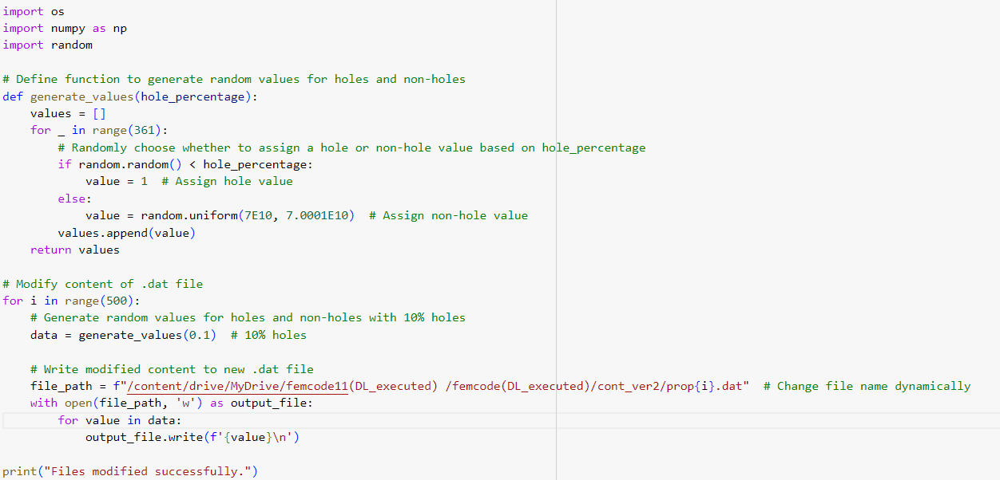 import os
import numpy as np
import random

# Define function to generate random values for holes and non-holes
def generate_values(hole_percentage):
    values = []
    for _ in range(361):
        # Randomly choose whether to assign a hole or non-hole value based on hole_percentage
        if random.random() < hole_percentage:
            value = 1  # Assign hole value
        else:
            value = random.uniform(7E10, 7.0001E10)  # Assign non-hole value
        values.append(value)
    return values

# Modify content of .dat file
for i in range(500):
    # Generate random values for holes and non-holes with 10% holes
    data = generate_values(0.1)  # 10% holes

    # Write modified content to new .dat file
    file_path = f"/content/drive/MyDrive/femcode11(DL_executed) /femcode(DL_executed)/cont_ver2/prop{i}.dat"  # Change file name dynamically
    with open(file_path, 'w') as output_file:
        for value in data:
            output_file.write(f'{value}\n')

print("Files modified successfully.")